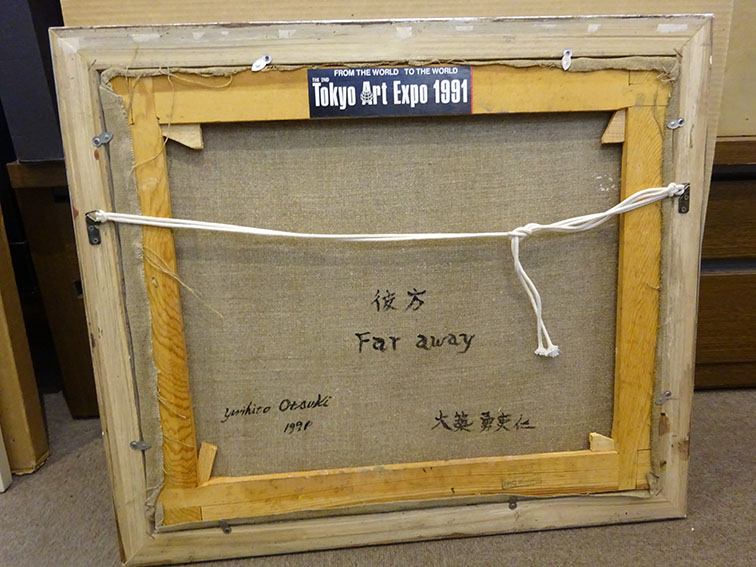 FROM THE WORLD TO THE WORLD
THE 2ND
Tokyo Art Expo 1991
彼方
Far away
Yurihito Otsuki
1991
大築勇吏仁